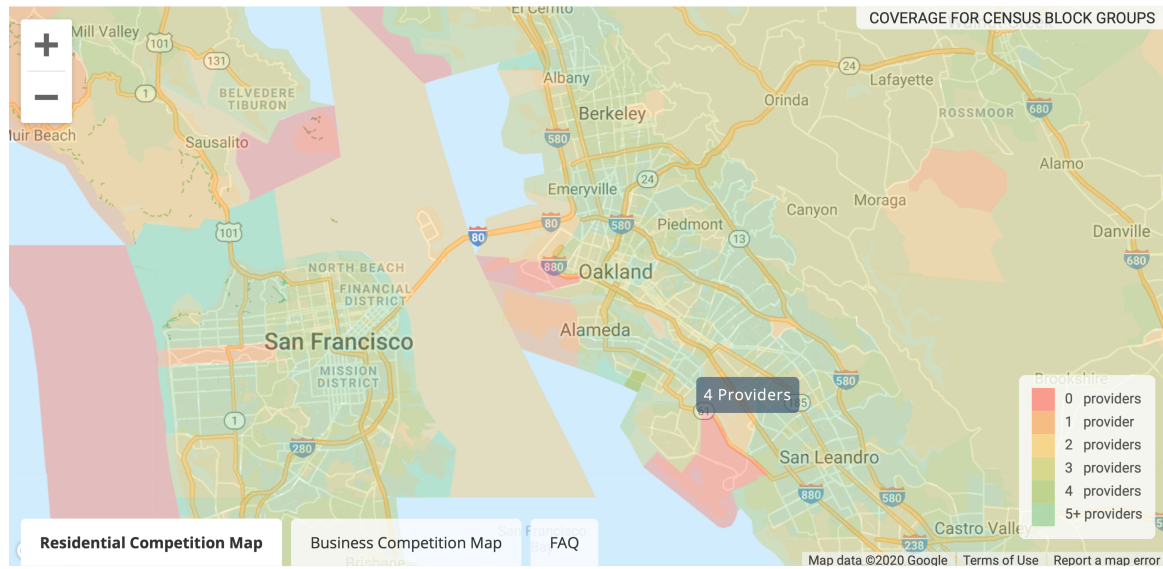 COVERAGE FOR CENSUS BLOCK GROUPS
El Cerrito
+
Mill Valley
101
131
24
Lafayette
Albany
1
BELVEDERE
TIBURON
Orinda
680
−
Berkeley
ROSSMOOR
Muir Beach
Sausalito
580
Alamo
24
Emeryville
Moraga
Canyon
80
580
Piedmont
101
80
13
Danville
NORTH BEACH
880
Oakland
680
FINANCIAL
DISTRICT
Alameda
San Francisco
MISSION
DISTRICT
580
Brookshire
4 Providers
185
61
0 providers
1 provider
2 providers
3 providers
4 providers
5+ providers
1
280
San Leandro
880
580
Castro Valley
238
San Francisco
Residential Competition Map
Business Competition Map
FAQ
Brisbane
Map data ©2020 Google
Terms of Use
Report a map error